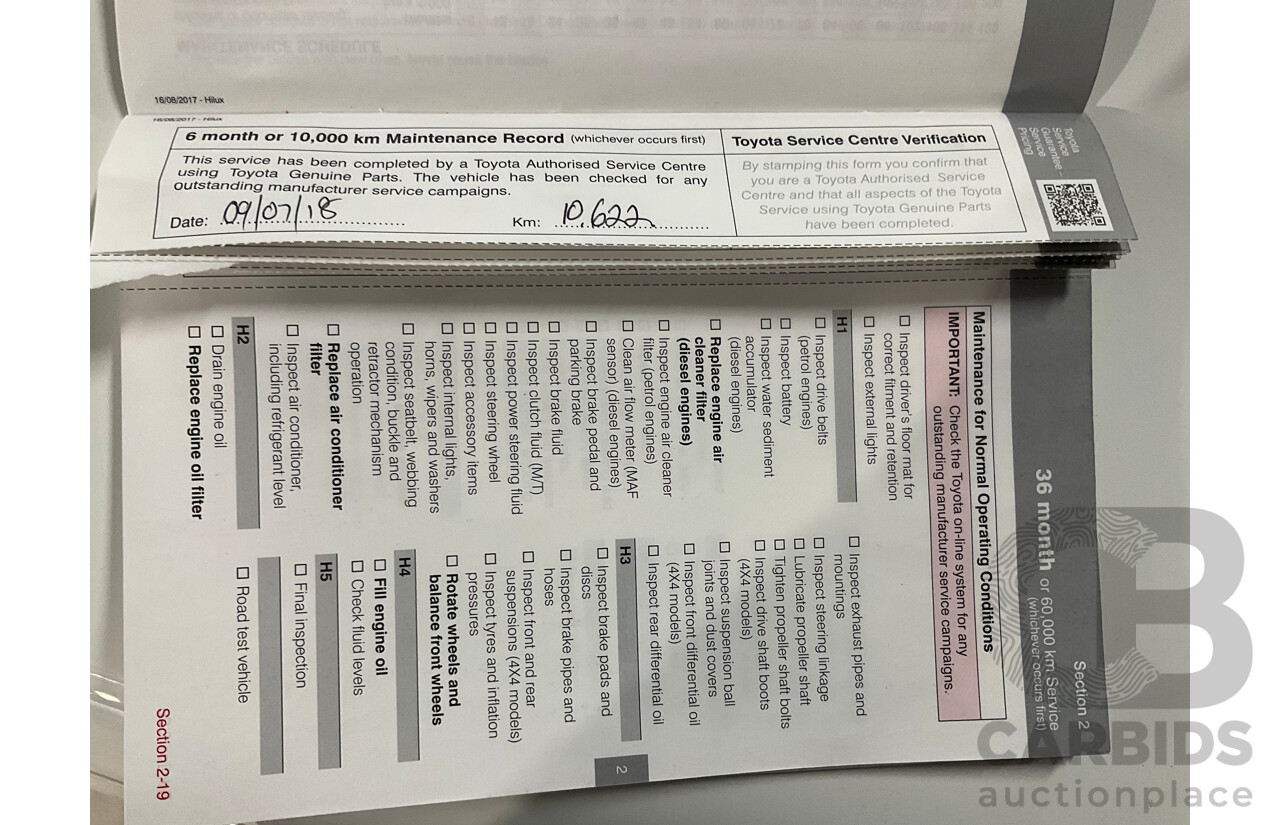 MAINTENANCE SCHEDULE
16/08/2017 - Hilux
16/08/2017 - Hilux
6 month or 10,000 km Maintenance Record (whichever occurs first)
This service has been completed by a Toyota Authorised Service Centre
using Toyota Genuine Parts. The vehicle has been checked for any
outstanding manufacturer service campaigns.
Date: 09/07/18
Km: 10,622
Toyota Service Centre Verification
By stamping this form you confirm that
you are a Toyota Authorised Service
Centre and that all aspects of the Toyota
Service using Toyota Genuine Parts
have been completed.
Toyota
Service
Guarantee -
Service
Pricing
Section 2
36 month or 60,000 km Service
(whichever occurs first)
Maintenance for Normal Operating Conditions
IMPORTANT: Check the Toyota on-line system for any
outstanding manufacturer service campaigns.
☐ Inspect driver's floor mat for
correct fitment and retention
☐ Inspect external lights
H1
☐ Inspect drive belts
(petrol engines)
☐ Inspect battery
☐ Inspect water sediment
accumulator
(diesel engines)
☐ Replace engine air
cleaner filter
(diesel engines)
☐ Inspect engine air cleaner
filter (petrol engines)
☐ Clean air flow meter (MAF
sensor) (diesel engines)
☐ Inspect brake pedal and
parking brake
☐ Inspect brake fluid
☐ Inspect clutch fluid (M/T)
☐ Inspect power steering fluid
☐ Inspect steering wheel
☐ Inspect accessory items
☐ Inspect internal lights,
horns, wipers and washers
☐ Inspect seatbelt, webbing
condition, buckle and
retractor mechanism
operation
☐ Replace air conditioner
filter
☐ Inspect air conditioner,
including refrigerant level
H2
☐ Drain engine oil
☐ Replace engine oil filter
☐ Inspect exhaust pipes and
mountings
☐ Inspect steering linkage
☐ Lubricate propeller shaft
☐ Tighten propeller shaft bolts
☐ Inspect drive shaft boots
(4X4 models)
☐ Inspect suspension ball
joints and dust covers
☐ Inspect front differential oil
(4X4 models)
☐ Inspect rear differential oil
H3
☐ Inspect brake pads and
discs
☐ Inspect brake pipes and
hoses
☐ Inspect front and rear
suspensions (4X4 models)
☐ Inspect tyres and inflation
pressures
☐ Rotate wheels and
balance front wheels
H4
☐ Fill engine oil
☐ Check fluid levels
H5
☐ Final inspection
☐ Road test vehicle
2
Section 2-19
CARBIDS
auctionplace